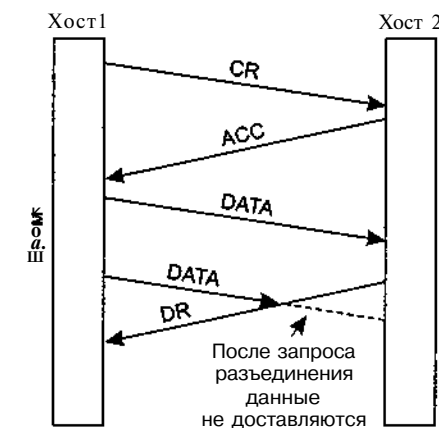 Хост1
Хост 2
CR
ACC
DATA
DATA
DR
После запроса
разъединения
данные
не доставляются